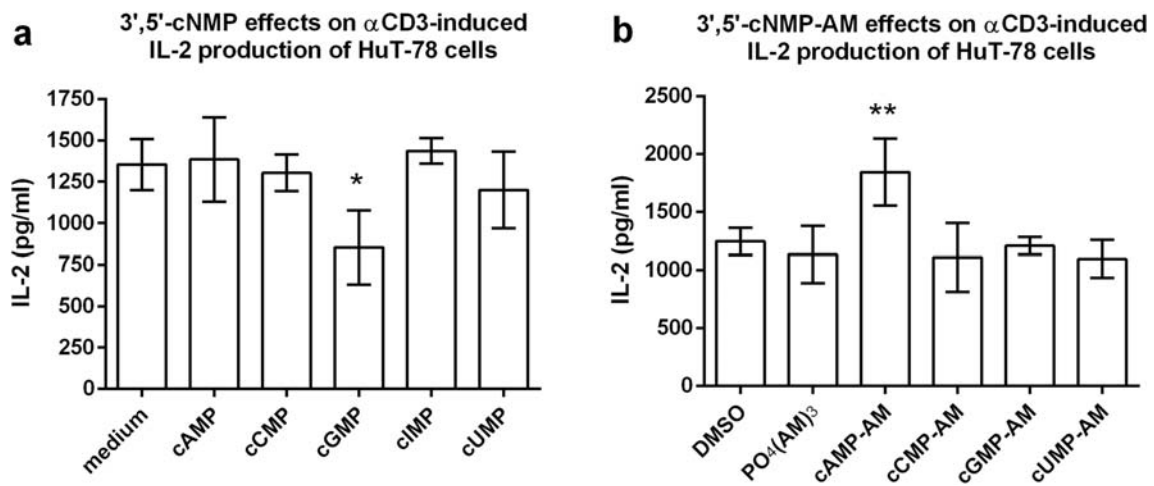 a
3',5'-cNMP effects on αCD3-induced
IL-2 production of HuT-78 cells
IL-2 (pg/ml)
1750
1500
1250
1000
750
500
250
0
*
medium
cAMP
cCMP
cGMP
cIMP
cUMP
b
3',5'-cNMP-AM effects on αCD3-induced
IL-2 production of HuT-78 cells
IL-2 (pg/ml)
2500
2000
1500
1000
500
0
**
DMSO
PO4(AM)3
cAMP-AM
cCMP-AM
cGMP-AM
cUMP-AM